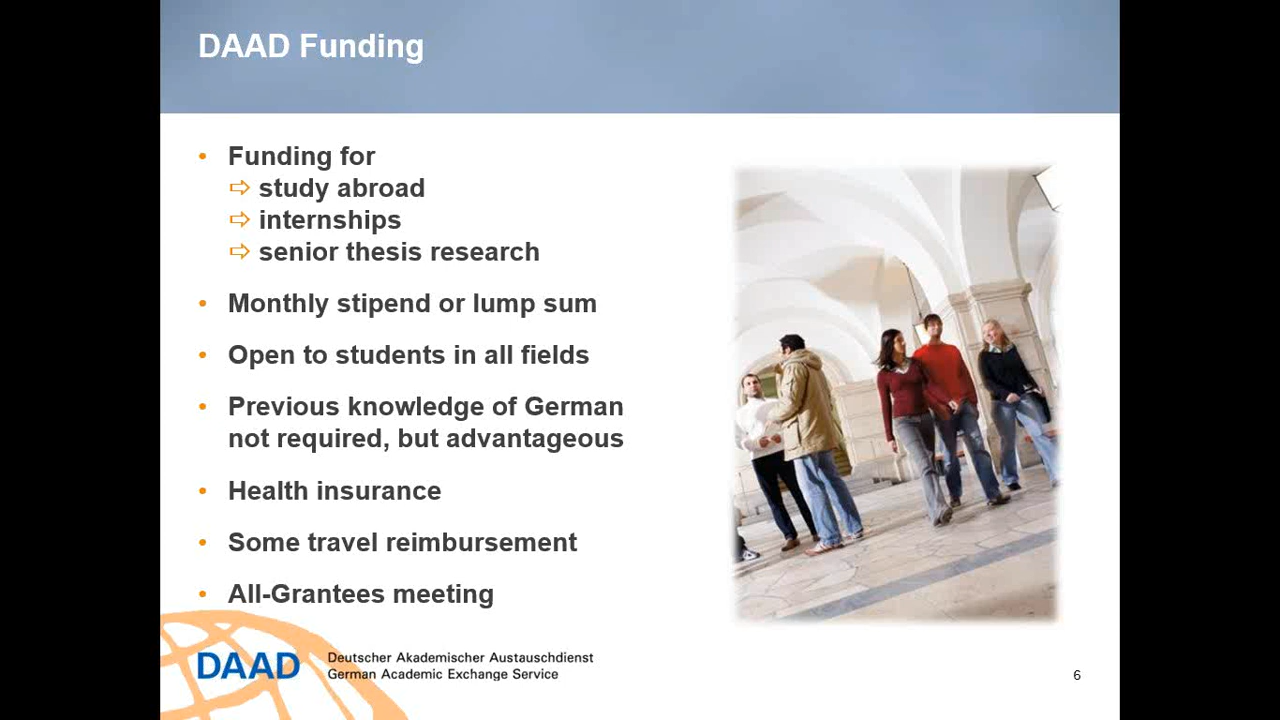 DAAD Funding
• Funding for
⇨ study abroad
⇨ internships
⇨ senior thesis research
• Monthly stipend or lump sum
• Open to students in all fields
• Previous knowledge of German
not required, but advantageous
• Health insurance
• Some travel reimbursement
• All-Grantees meeting
DAAD
Deutscher Akademischer Austauschdienst
German Academic Exchange Service
6